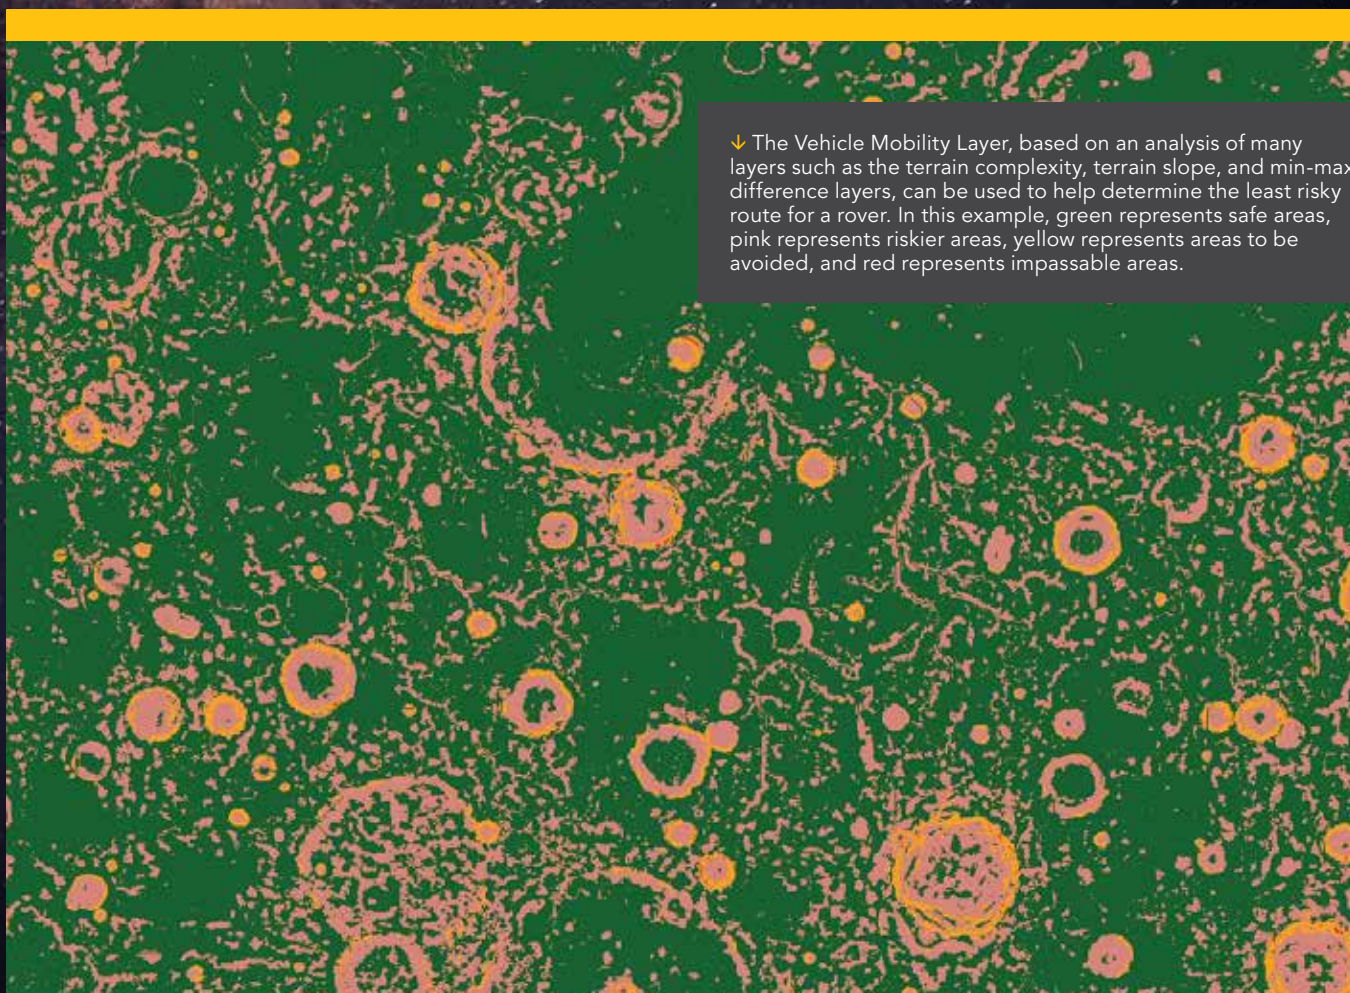 ↓ The Vehicle Mobility Layer, based on an analysis of many
layers such as the terrain complexity, terrain slope, and min-max
difference layers, can be used to help determine the least risky
route for a rover. In this example, green represents safe areas,
pink represents riskier areas, yellow represents areas to be
avoided, and red represents impassable areas.